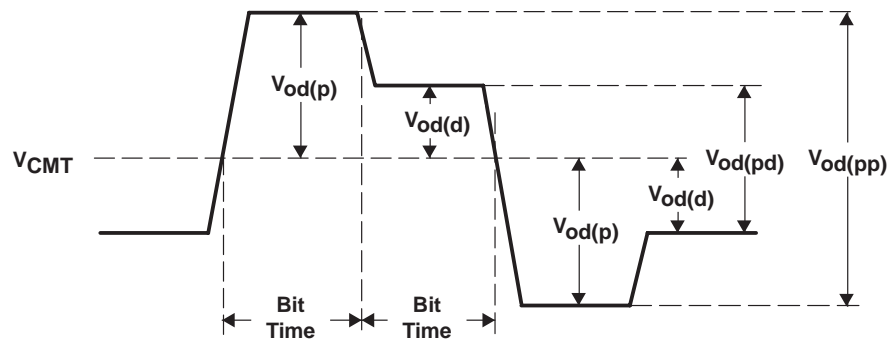 Vod(p)
Vod(d)
VCMT
Vod(p)
Vod(d)
Vod(pd)
Vod(pp)
Bit
Time
Bit
Time